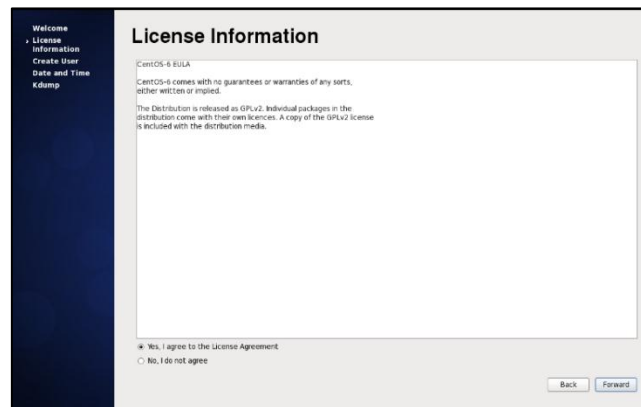 Welcome
License
Information
Create User
Date and Time
Kdump
License Information
CentOS-6 EULA
CentOS-6 comes with no guarantees or warranties of any sorts,
either written or implied.
The Distribution is released as GPLv2. Individual packages in the
distribution come with their own licences. A copy of the GPLv2 license
is included with the distribution media.
Yes, I agree to the License Agreement
No, I do not agree
Back
Forward